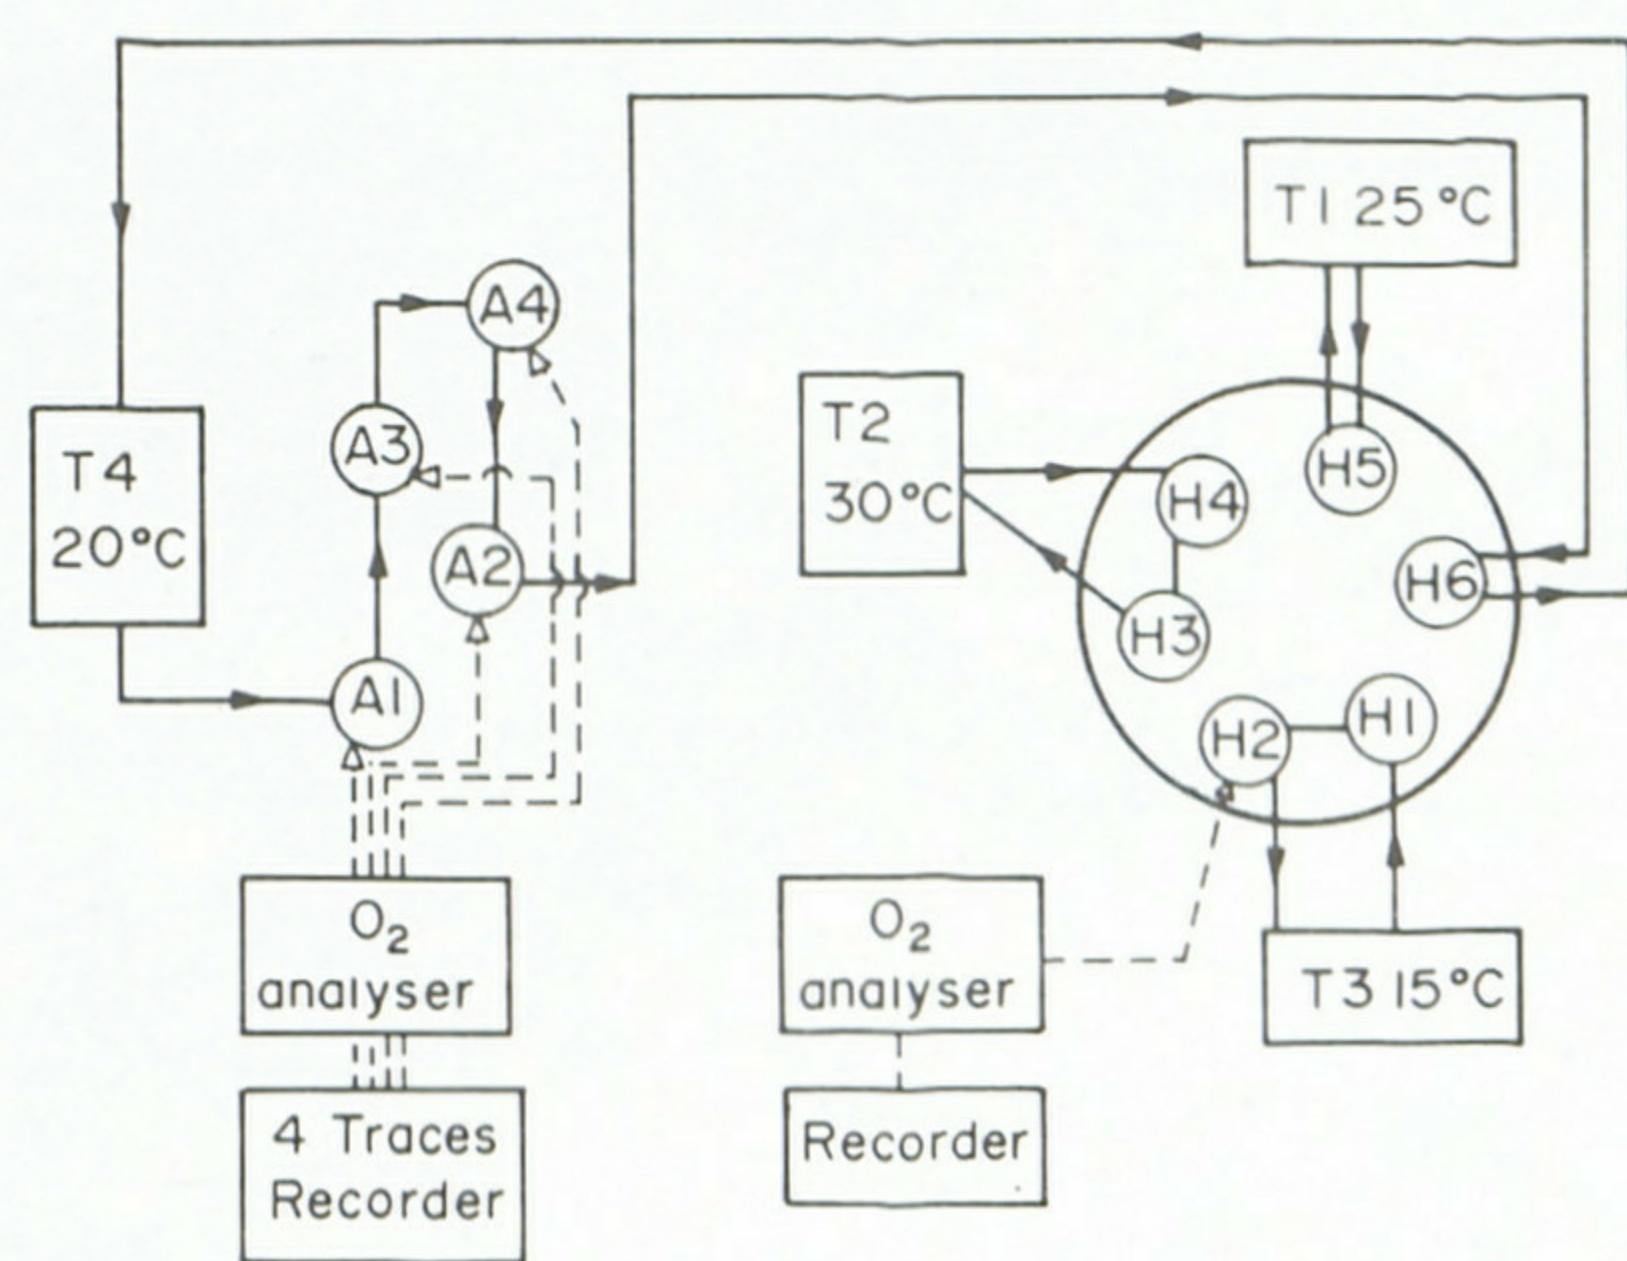 T1 25°C
A4
T2
30°C
A3
T4
20°C
H5
H4
A2
H6
H3
A1
H2
H1
O₂
analyser
O₂
analyser
T3 15°C
4 Traces
Recorder
Recorder